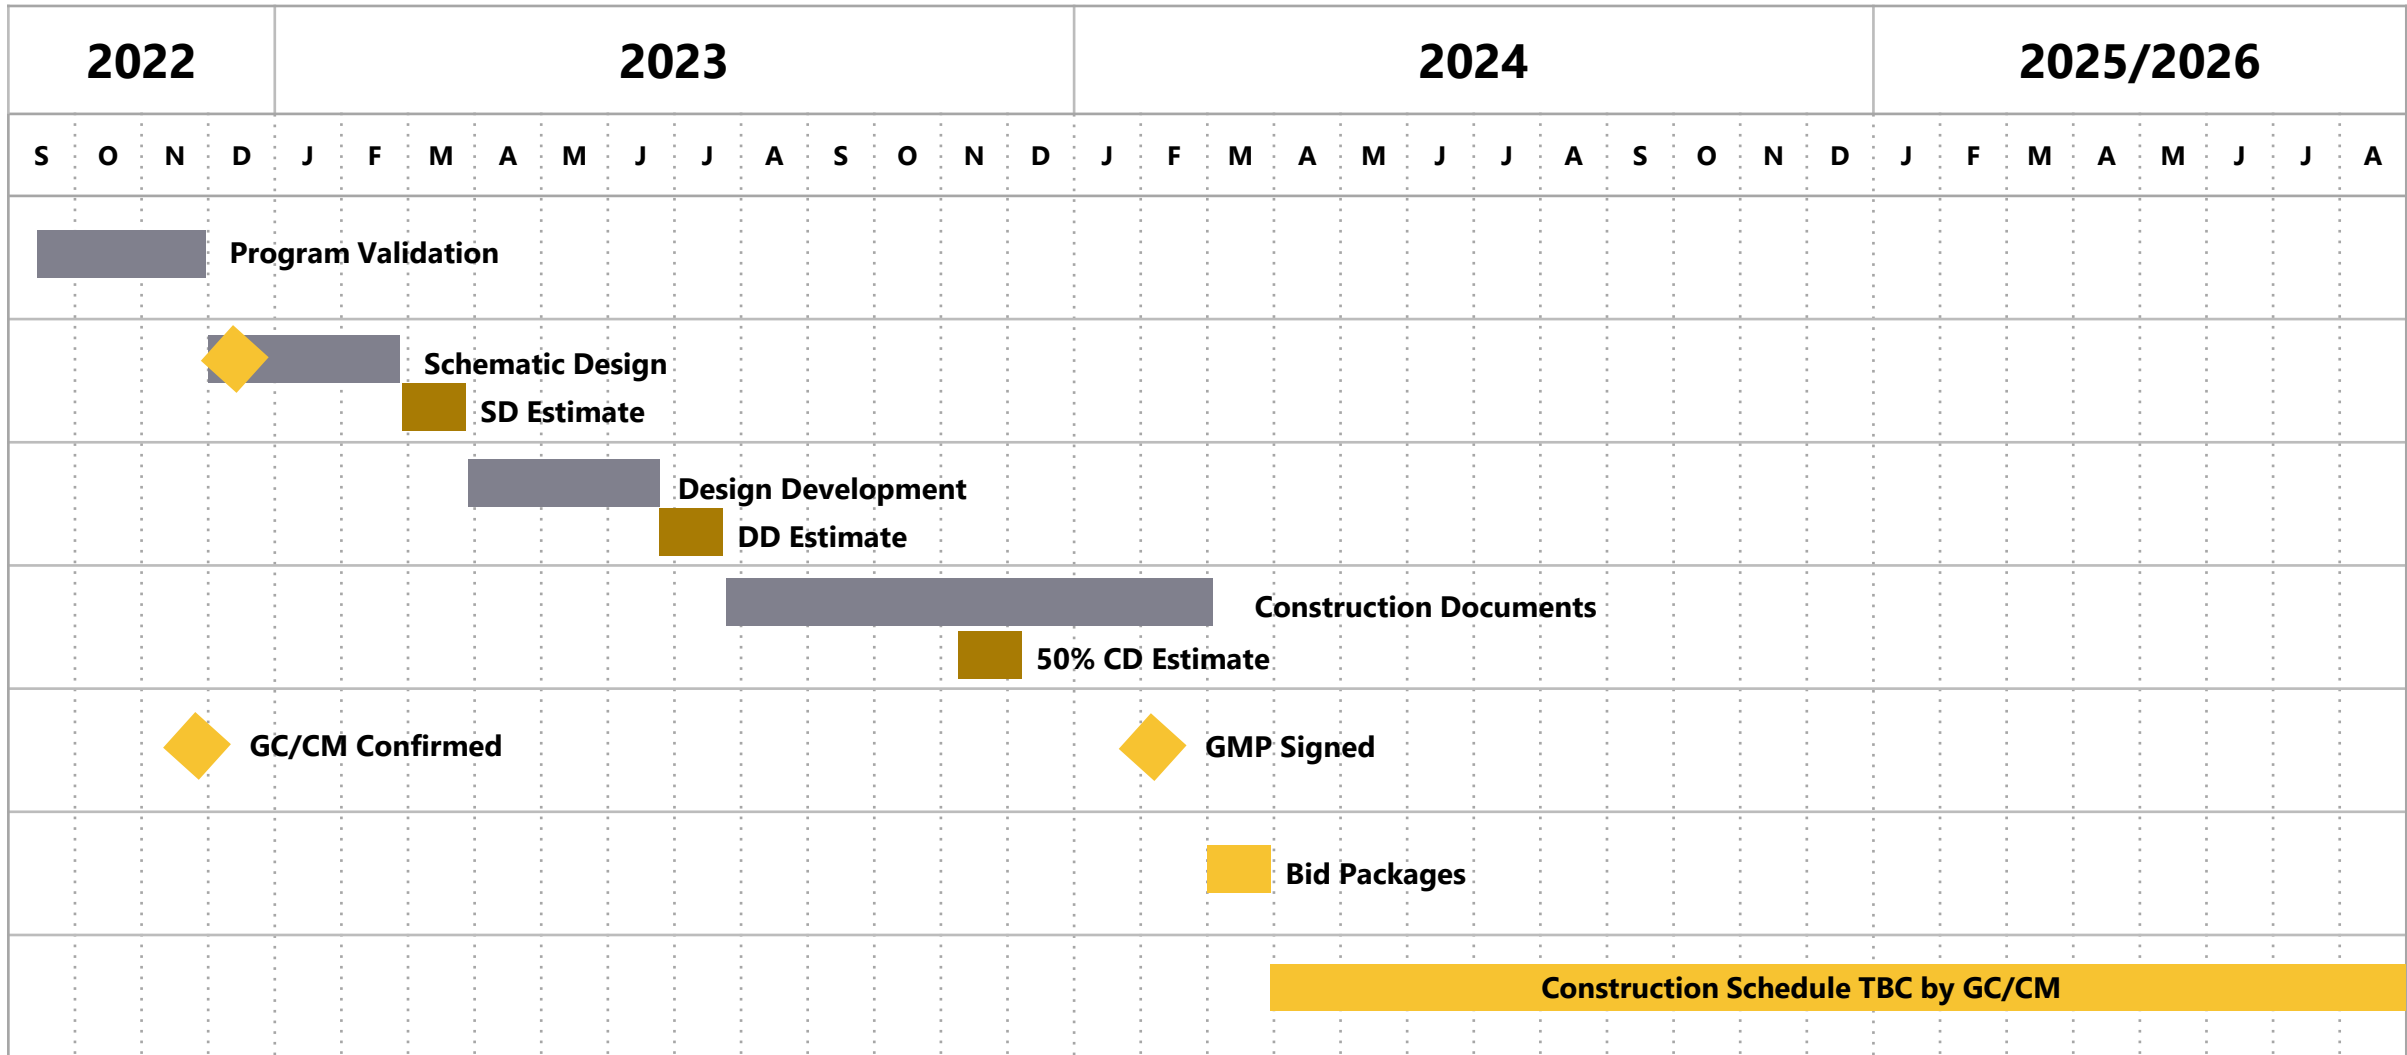 2022 2023 2024 2025/2026
S O N D J F M A M J J A S O N D J F M A M J J A S O N D J F M A M J J A
Program Validation
Schematic Design
SD Estimate
Design Development
DD Estimate
Construction Documents
50% CD Estimate
GC/CM Confirmed GMP Signed
Bid Packages
Construction Schedule TBC by GC/CM